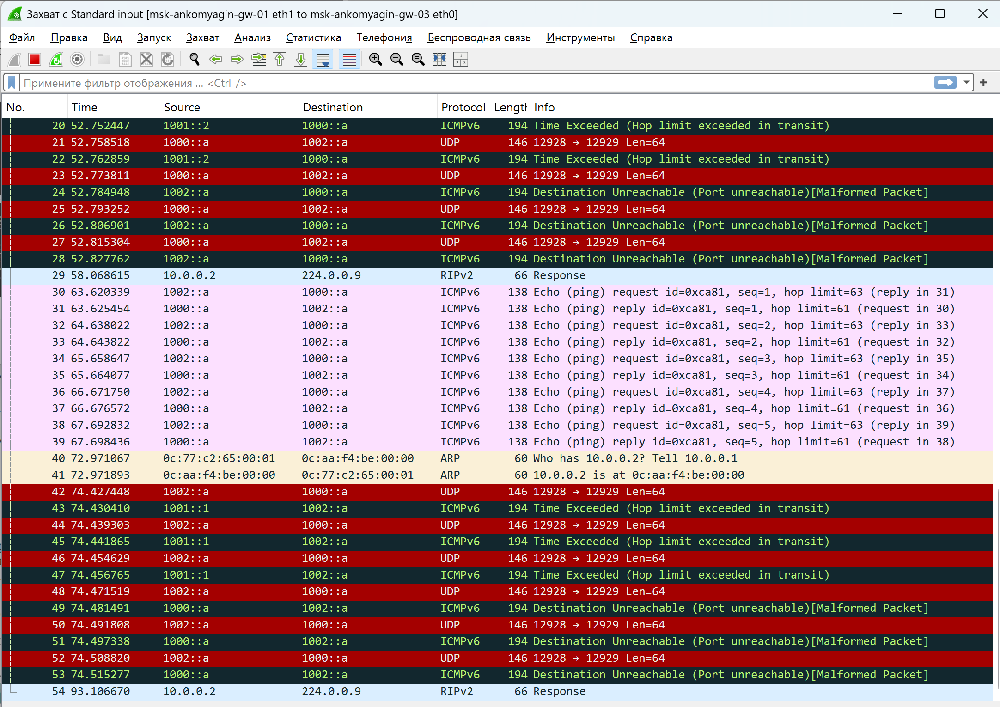 Захват с Standard input [msk-ankomyagin-gw-01 eth1 to msk-ankomyagin-gw-03 eth0]
Файл Правка Вид Запуск Захват Анализ Статистика Телефония Беспроводная связь Инструменты Справка
Примените фильтр отображения ... <Ctrl-/>
No. Time Source Destination Protocol Lengtl Info
20 52.752447 1001::2 1000::a ICMPv6 194 Time Exceeded (Hop limit exceeded in transit)
21 52.758518 1000::a 1002::a UDP 146 12928 → 12929 Len=64
22 52.762859 1001::2 1000::a ICMPv6 194 Time Exceeded (Hop limit exceeded in transit)
23 52.773811 1000::a 1002::a UDP 146 12928 → 12929 Len=64
24 52.784948 1002::a 1000::a ICMPv6 194 Destination Unreachable (Port unreachable)[Malformed Packet]
25 52.793252 1000::a 1002::a UDP 146 12928 → 12929 Len=64
26 52.806901 1002::a 1000::a ICMPv6 194 Destination Unreachable (Port unreachable)[Malformed Packet]
27 52.815304 1000::a 1002::a UDP 146 12928 → 12929 Len=64
28 52.827762 1002::a 1000::a ICMPv6 194 Destination Unreachable (Port unreachable)[Malformed Packet]
29 58.068615 10.0.0.2 224.0.0.9 RIPv2 66 Response
30 63.620339 1002::a 1000::a ICMPv6 138 Echo (ping) request id=0xca81, seq=1, hop limit=63 (reply in 31)
31 63.625454 1000::a 1002::a ICMPv6 138 Echo (ping) reply id=0xca81, seq=1, hop limit=61 (request in 30)
32 64.638022 1002::a 1000::a ICMPv6 138 Echo (ping) request id=0xca81, seq=2, hop limit=63 (reply in 33)
33 64.643822 1000::a 1002::a ICMPv6 138 Echo (ping) reply id=0xca81, seq=2, hop limit=61 (request in 32)
34 65.658647 1002::a 1000::a ICMPv6 138 Echo (ping) request id=0xca81, seq=3, hop limit=63 (reply in 35)
35 65.664077 1000::a 1002::a ICMPv6 138 Echo (ping) reply id=0xca81, seq=3, hop limit=61 (request in 34)
36 66.671750 1002::a 1000::a ICMPv6 138 Echo (ping) request id=0xca81, seq=4, hop limit=63 (reply in 37)
37 66.676572 1000::a 1002::a ICMPv6 138 Echo (ping) reply id=0xca81, seq=4, hop limit=61 (request in 36)
38 67.692832 1002::a 1000::a ICMPv6 138 Echo (ping) request id=0xca81, seq=5, hop limit=63 (reply in 39)
39 67.698436 1000::a 1002::a ICMPv6 138 Echo (ping) reply id=0xca81, seq=5, hop limit=61 (request in 38)
40 72.971067 0c:77:c2:65:00:01 0c:aa:f4:be:00:00 ARP 60 Who has 10.0.0.2? Tell 10.0.0.1
41 72.971893 0c:aa:f4:be:00:00 0c:77:c2:65:00:01 ARP 60 10.0.0.2 is at 0c:aa:f4:be:00:00
42 74.427448 1002::a 1000::a UDP 146 12928 → 12929 Len=64
43 74.430410 1001::1 1002::a ICMPv6 194 Time Exceeded (Hop limit exceeded in transit)
44 74.439303 1002::a 1000::a UDP 146 12928 → 12929 Len=64
45 74.441865 1001::1 1002::a ICMPv6 194 Time Exceeded (Hop limit exceeded in transit)
46 74.454629 1002::a 1000::a UDP 146 12928 → 12929 Len=64
47 74.456765 1001::1 1002::a ICMPv6 194 Time Exceeded (Hop limit exceeded in transit)
48 74.471519 1002::a 1000::a UDP 146 12928 → 12929 Len=64
49 74.481491 1000::a 1002::a ICMPv6 194 Destination Unreachable (Port unreachable)[Malformed Packet]
50 74.491808 1002::a 1000::a UDP 146 12928 → 12929 Len=64
51 74.497338 1000::a 1002::a ICMPv6 194 Destination Unreachable (Port unreachable)[Malformed Packet]
52 74.508820 1002::a 1000::a UDP 146 12928 → 12929 Len=64
53 74.515277 1000::a 1002::a ICMPv6 194 Destination Unreachable (Port unreachable)[Malformed Packet]
54 93.106670 10.0.0.2 224.0.0.9 RIPv2 66 Response